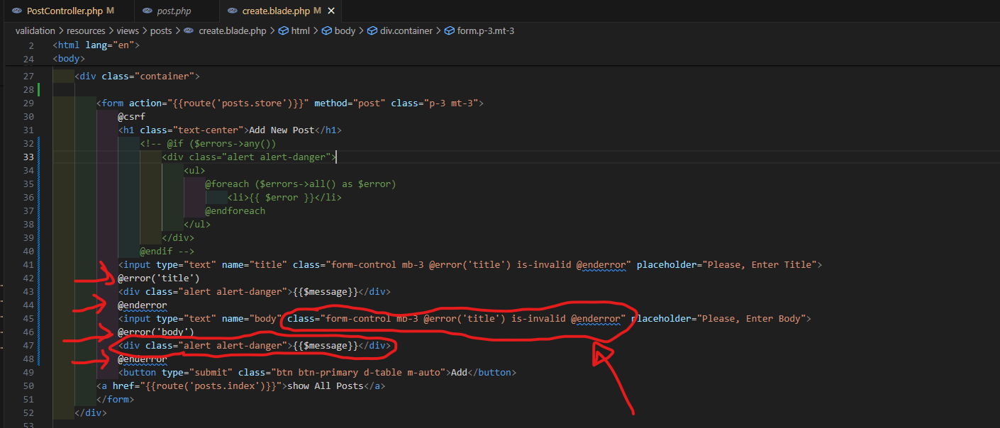 PostController.php M post.php create.blade.php M
validation > resources > views > posts > create.blade.php > html > body > div.container > form.p-3.mt-3
2 <html lang="en">
24 <body>
27 <div class="container">
28
29 <form action="{{route('posts.store')}}" method="post" class="p-3 mt-3">
30 @csrf
31 <h1 class="text-center">Add New Post</h1>
32 <!-- @if ($errors->any())
33 <div class="alert alert-danger">
34 <ul>
35 @foreach ($errors->all() as $error)
36 <li>{{ $error }}</li>
37 @endforeach
38 </ul>
39 </div>
40 @endif -->
41 <input type="text" name="title" class="form-control mb-3 @error('title') is-invalid @enderror" placeholder="Please, Enter Title">
42 @error('title')
43 <div class="alert alert-danger">{{$message}}</div>
44 @enderror
45 <input type="text" name="body" class="form-control mb-3 @error('title') is-invalid @enderror" placeholder="Please, Enter Body">
46 @error('body')
47 <div class="alert alert-danger">{{$message}}</div>
48 @enderror
49 <button type="submit" class="btn btn-primary d-table m-auto">Add</button>
50 <a href="{{route('posts.index')}}">show All Posts</a>
51 </form>
52 </div>
53